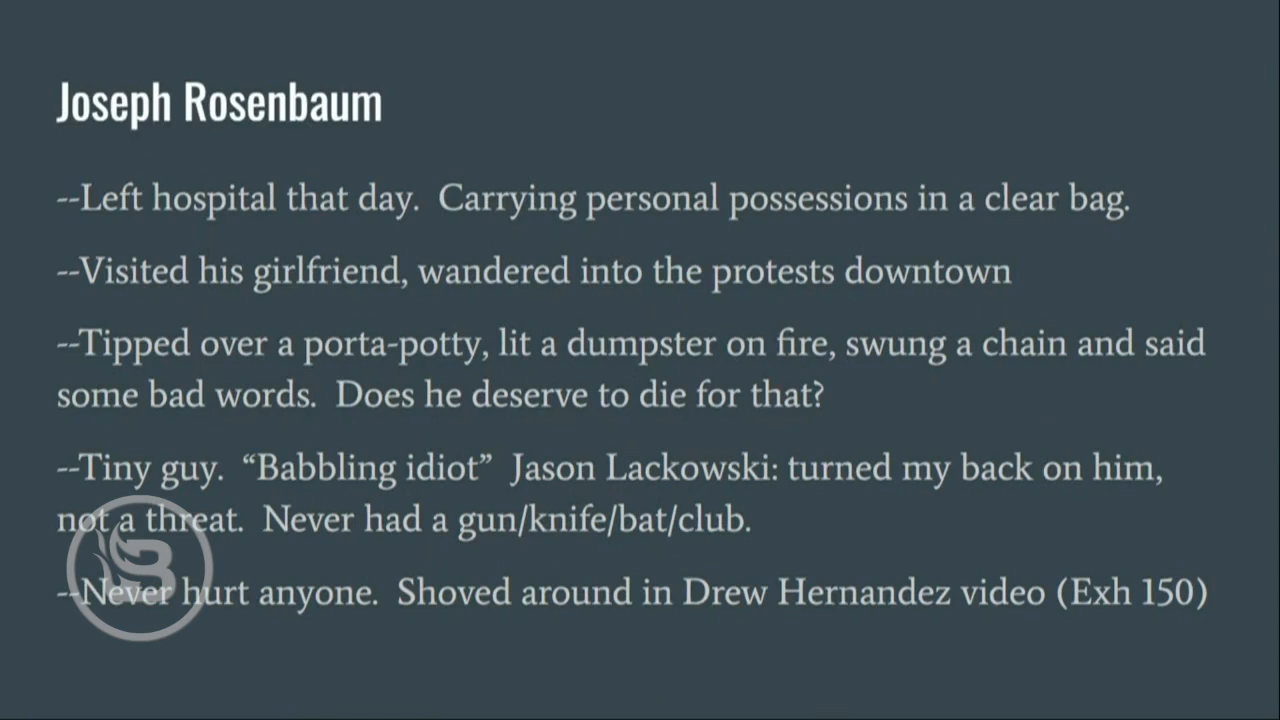 Joseph Rosenbaum
--Left hospital that day.  Carrying personal possessions in a clear bag.
--Visited his girlfriend, wandered into the protests downtown
--Tipped over a porta-potty, lit a dumpster on fire, swung a chain and said
some bad words.  Does he deserve to die for that?
--Tiny guy.  “Babbling idiot”  Jason Lackowski: turned my back on him,
not a threat.  Never had a gun/knife/bat/club.
--Never hurt anyone.  Shoved around in Drew Hernandez video (Exh 150)
B